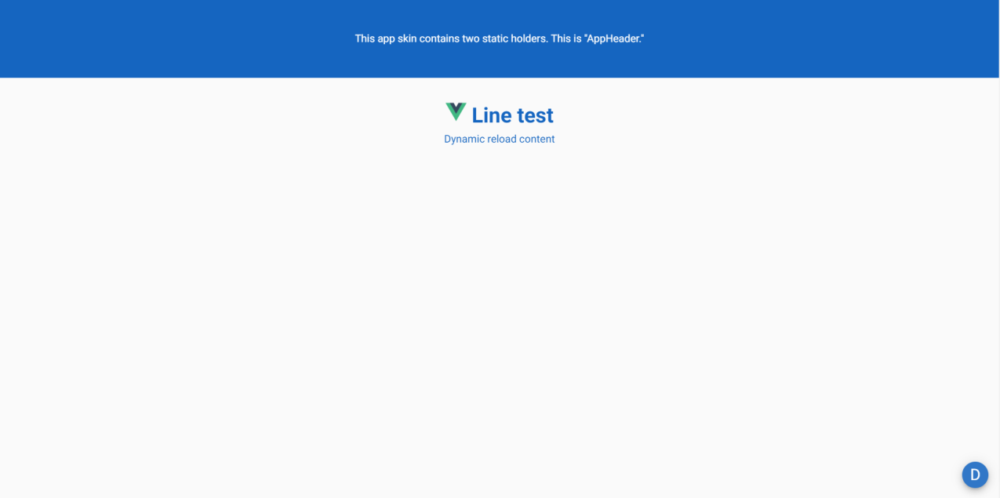 This app skin contains two static holders. This is "AppHeader."
Line test
Dynamic reload content
D